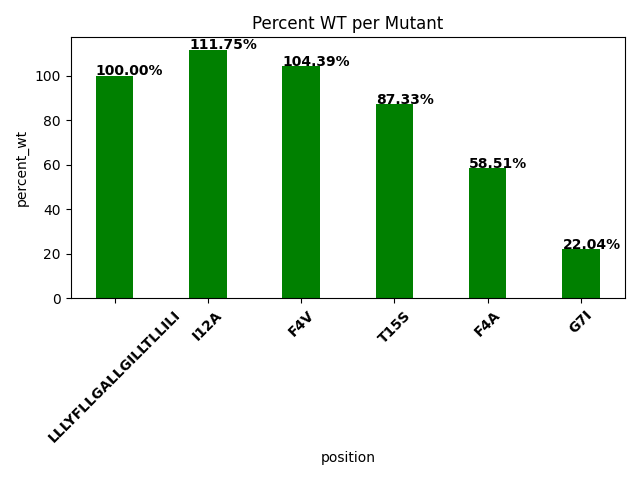 Percent WT per Mutant
percent_wt
100
80
60
40
20
0
100.00%
111.75%
104.39%
87.33%
58.51%
22.04%
LLLYFLLGALLGILLTLLILI
I12A
F4V
T15S
F4A
G7I
position